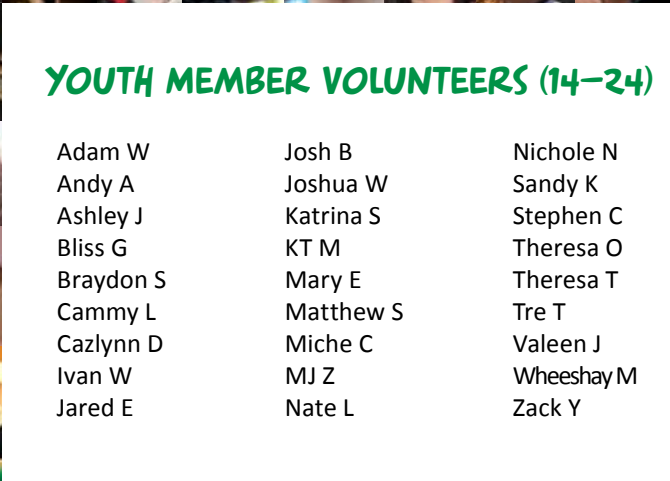 YOUTH MEMBER VOLUNTEERS (14–24)
Adam W
Andy A
Ashley J
Bliss G
Braydon S
Cammy L
Cazlynn D
Ivan W
Jared E
Josh B
Joshua W
Katrina S
KT M
Mary E
Matthew S
Miche C
MJ Z
Nate L
Nichole N
Sandy K
Stephen C
Theresa O
Theresa T
Tre T
Valeen J
Wheeshay M
Zack Y